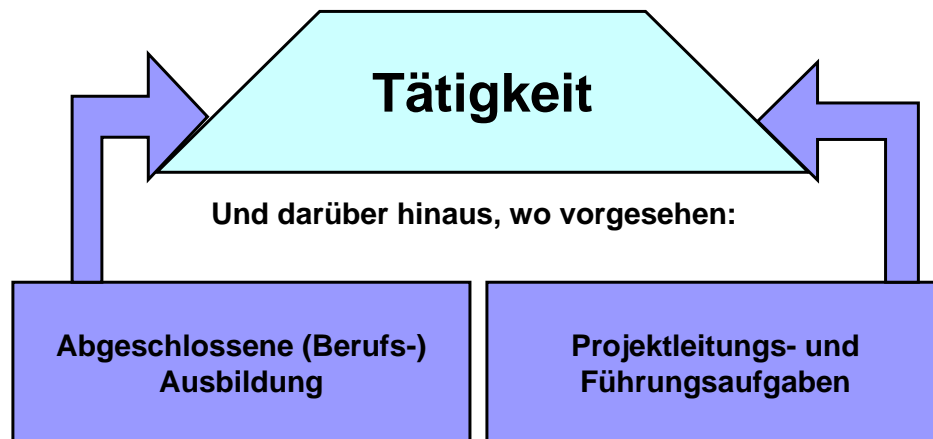 Tätigkeit
Und darüber hinaus, wo vorgesehen:
Abgeschlossene (Berufs-)
Ausbildung
Projektleitungs- und
Führungsaufgaben